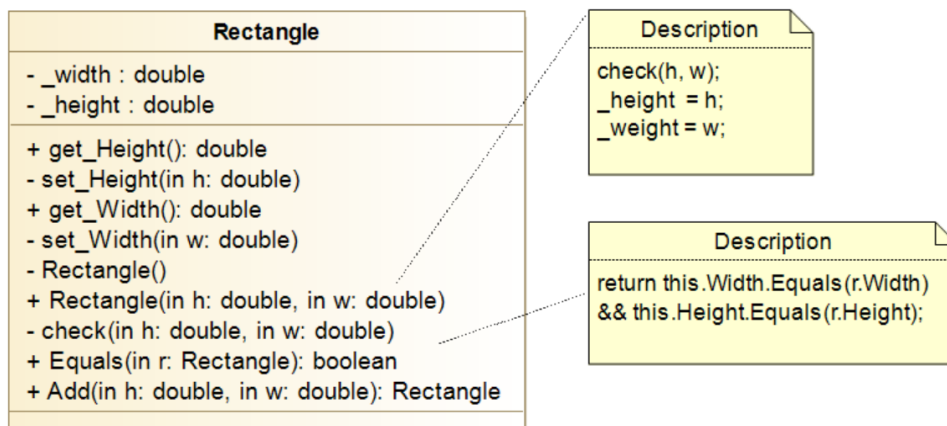 Rectangle
- _width : double
- _height : double
+ get_Height(): double
- set_Height(in h: double)
+ get_Width(): double
- set_Width(in w: double)
- Rectangle()
+ Rectangle(in h: double, in w: double)
- check(in h: double, in w: double)
+ Equals(in r: Rectangle): boolean
+ Add(in h: double, in w: double): Rectangle
Description
check(h, w);
_height = h;
_weight = w;
Description
return this.Width.Equals(r.Width)
&& this.Height.Equals(r.Height);